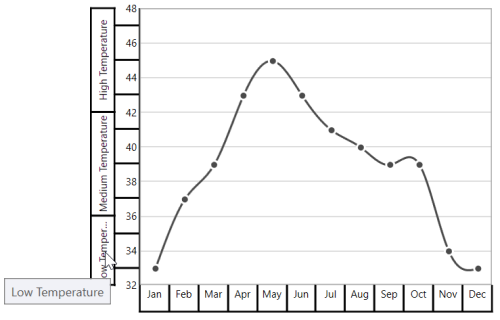 48
46
44
42
40
38
36
34
32
High Temperature
Medium Temperature
ow Temper...
Low Temperature
Jan Feb Mar Apr May Jun Jul Aug Sep Oct Nov Dec